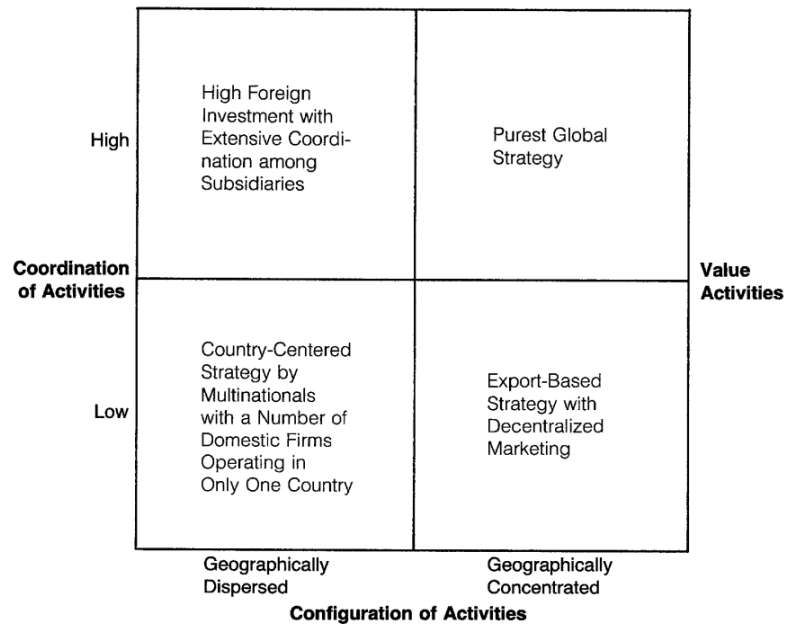 High
High Foreign
Investment with
Extensive Coordi-
nation among
Subsidiaries
Purest Global
Strategy
Coordination
of Activities
Value
Activities
Low
Country-Centered
Strategy by
Multinationals
with a Number of
Domestic Firms
Operating in
Only One Country
Export-Based
Strategy with
Decentralized
Marketing
Geographically
Dispersed
Geographically
Concentrated
Configuration of Activities